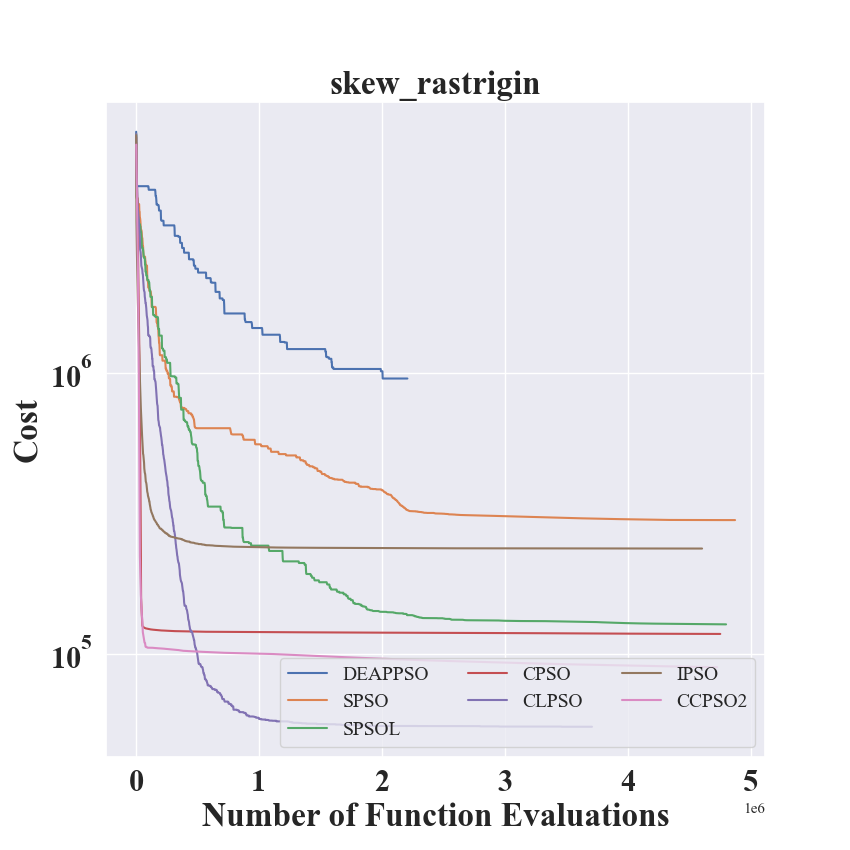 skew_rastrigin
Cost
10^6
10^5
DEAPPSO CPSO IPSO
SPSO CLPSO CCPSO2
SPSOL
0 1 2 3 4 5
1e6
Number of Function Evaluations